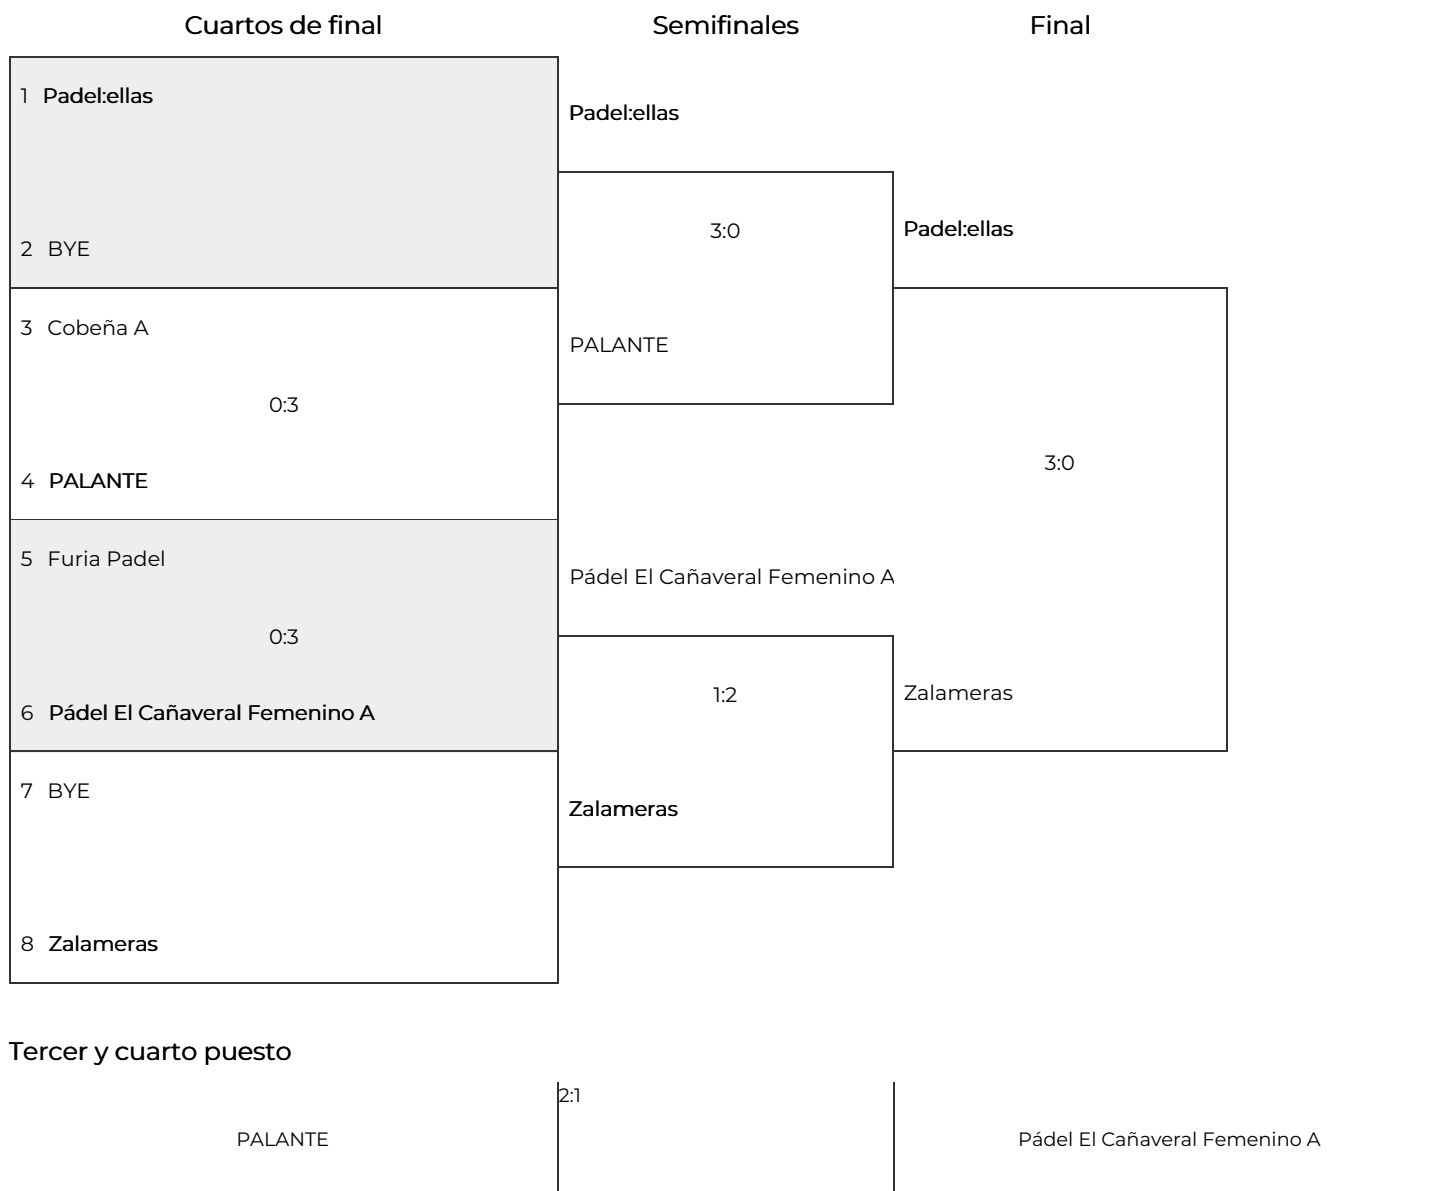 Cuartos de final
Semifinales
Final
1 Padel:ellas
2 BYE
3 Cobeña A
0:3
4 PALANTE
5 Furia Padel
0:3
6 Pádel El Cañaveral Femenino A
7 BYE
8 Zalameras
Padel:ellas
3:0
PALANTE
Pádel El Cañaveral Femenino A
1:2
Zalameras
Padel:ellas
3:0
Zalameras
Tercer y cuarto puesto
PALANTE
2:1
Pádel El Cañaveral Femenino A